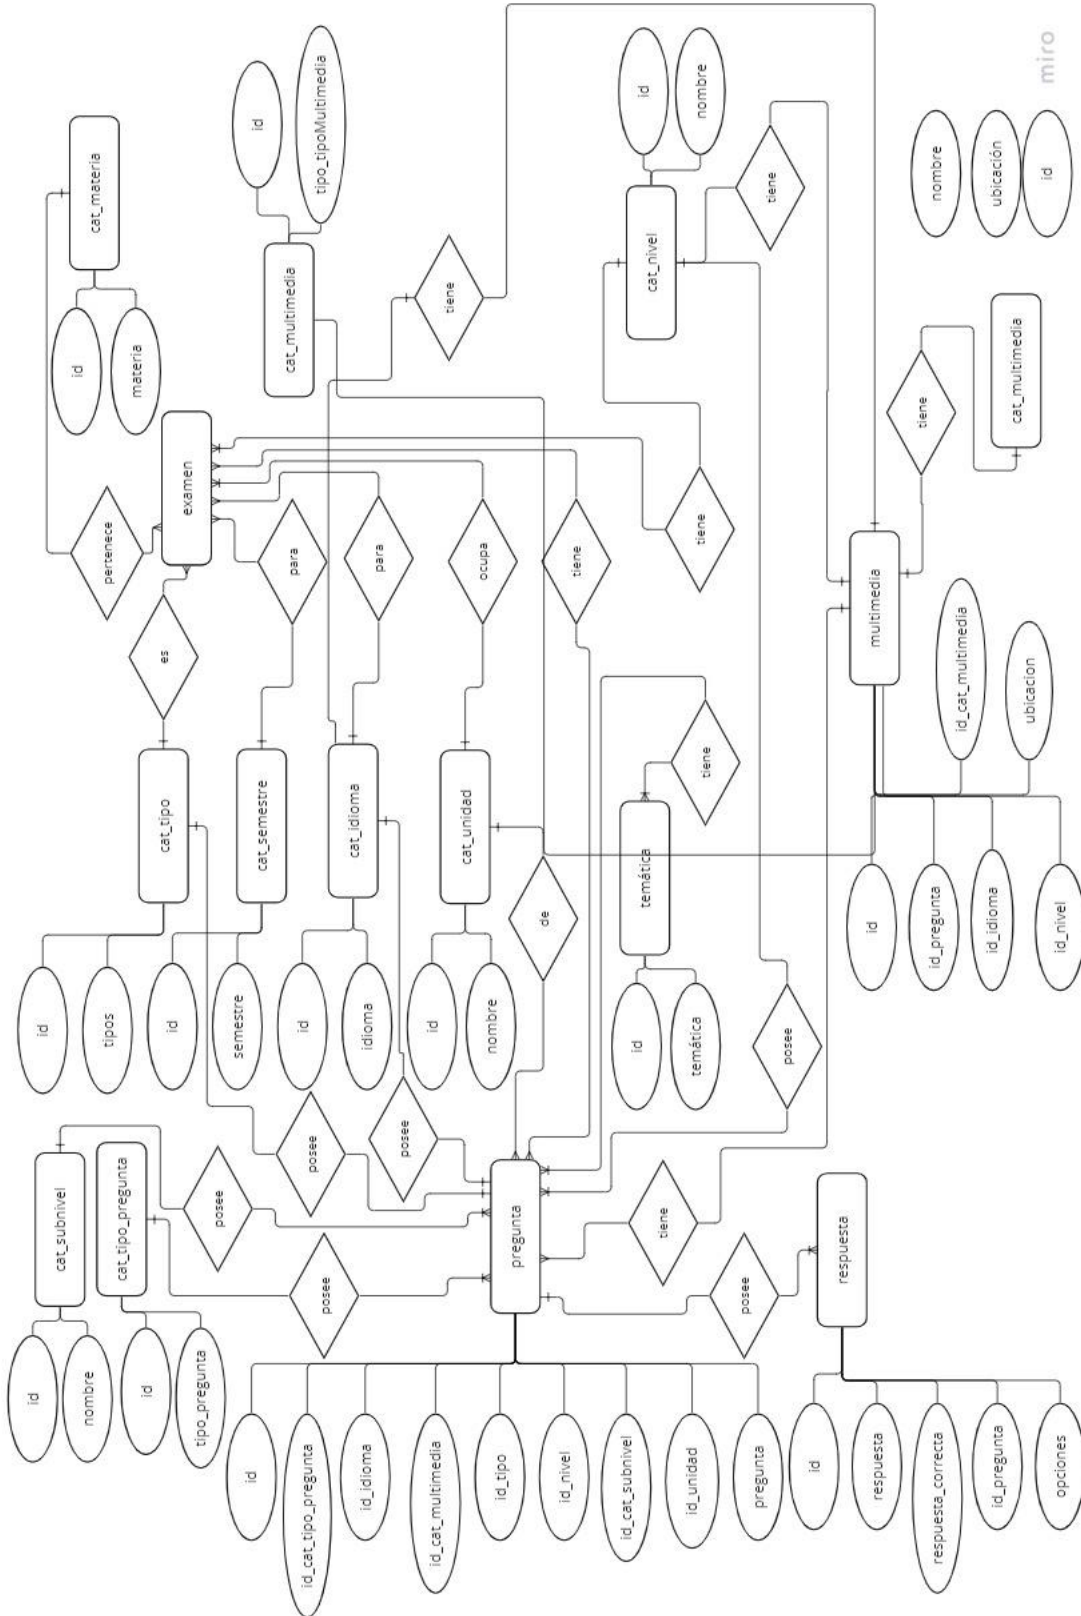 id
cat_subnivel
id
id
cat_materia
nombre
cat_tipo_pregunta
tipos
pertenece
materia
id
id
cat_tipo
es
examen
tipo_pregunta
posee
semestre
cat_semestre
para
cat_multimedia
id
id
posee
id
tipo_tipoMultimedia
id_cat_tipo_pregunta
posee
idioma
cat_idioma
para
id_idioma
posee
id
cat_unidad
ocupa
tiene
id_cat_multimedia
nombre
id_tipo
pregunta
de
tiene
id_nivel
id
temática
cat_nivel
id
id_cat_subnivel
tiene
temática
tiene
tiene
nombre
id_unidad
posee
posee
tiene
pregunta
id
respuesta
id
multimedia
respuesta
id_pregunta
tiene
nombre
respuesta_correcta
id_idioma
id_cat_multimedia
cat_multimedia
ubicación
id_pregunta
id_nivel
ubicacion
id
opciones
miro